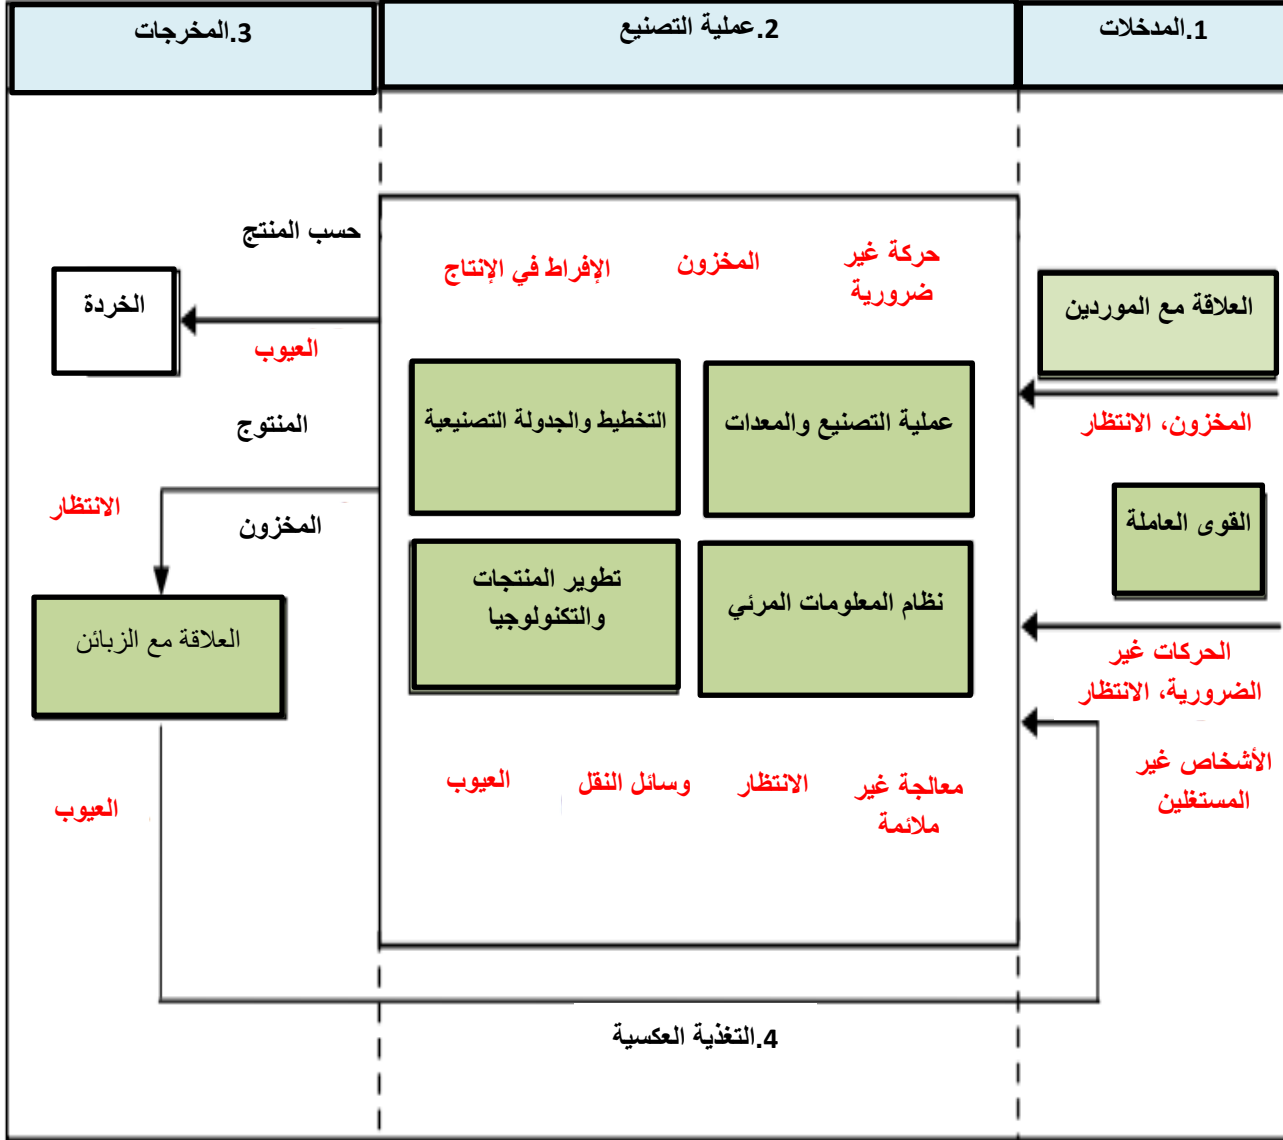 1.المدخلات
2.عملية التصنيع
3.المخرجات
العلاقة مع الموردين
المخزون، الانتظار
القوى العاملة
الحركات غير
الضرورية، الانتظار
الأشخاص غير
المستغلين
حركة غير
ضرورية
المخزون
الإفراط في الإنتاج
عملية التصنيع والمعدات
التخطيط والجدولة التصنيعية
نظام المعلومات المرئي
تطوير المنتجات
والتكنولوجيا
معالجة غير
ملائمة
الانتظار
وسائل النقل
العيوب
حسب المنتج
الخردة
العيوب
المنتوج
الانتظار
المخزون
العلاقة مع الزبائن
العيوب
4.التغذية العكسية